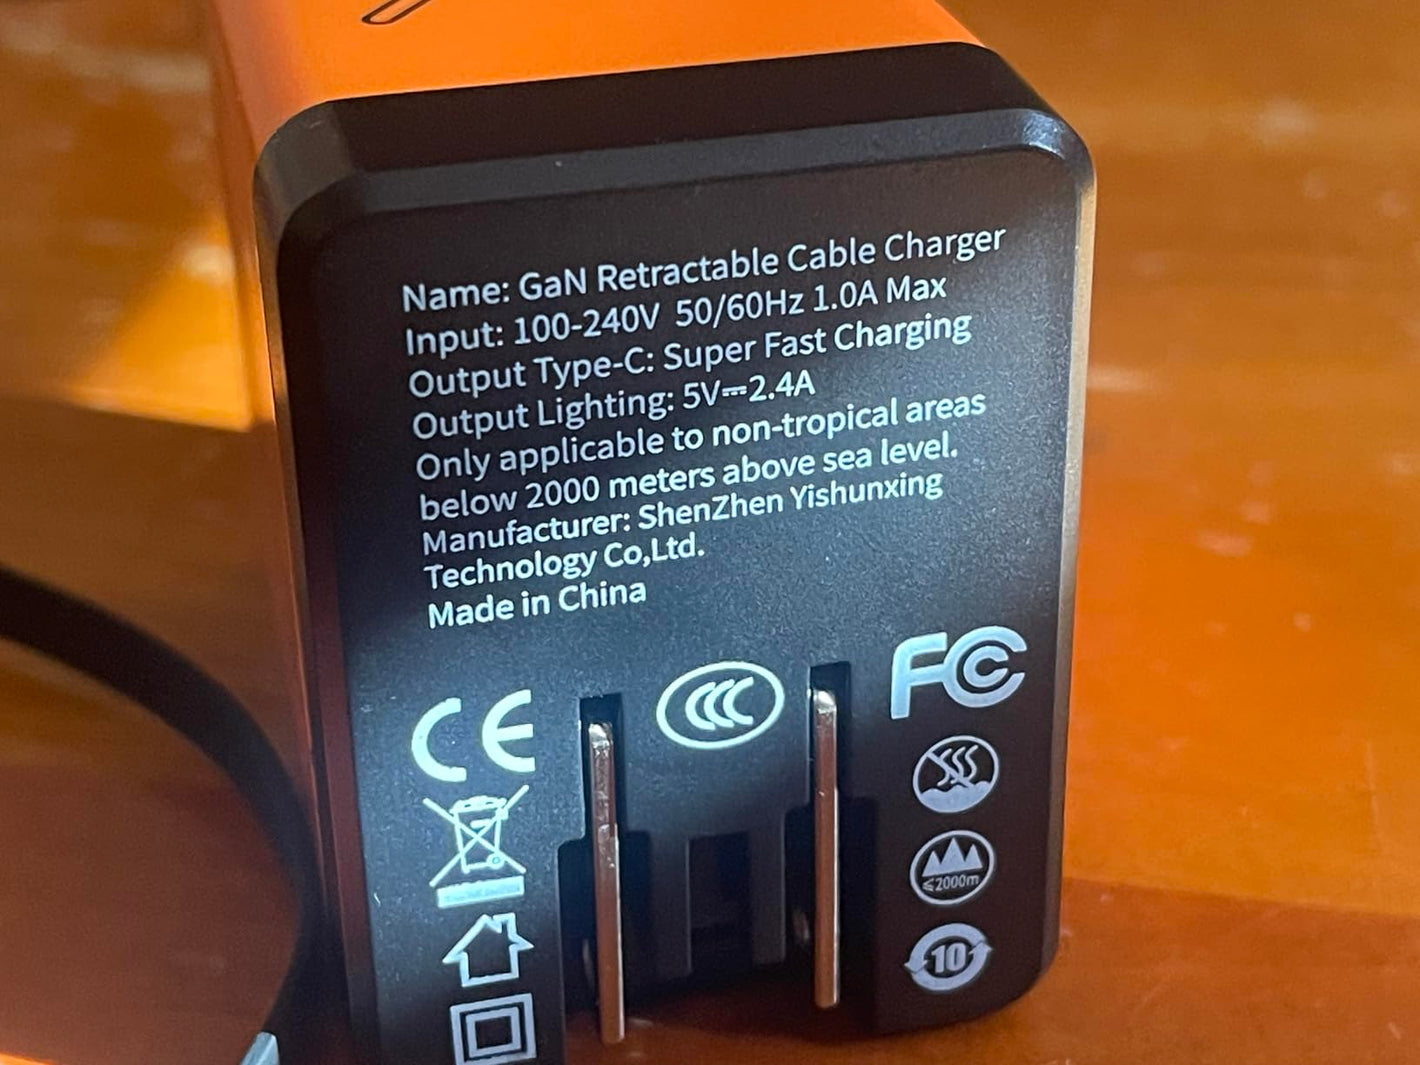 Name: GaN Retractable Cable Charger
Input: 100-240V 50/60Hz 1.0A Max
Output Type-C: Super Fast Charging
Output Lighting: 5V⎓2.4A
Only applicable to non-tropical areas
below 2000 meters above sea level.
Manufacturer: ShenZhen Yishunxing
Technology Co,Ltd.
Made in China
CE
CCC
FC
≤2000m
10